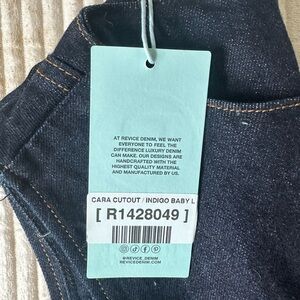 AT REVICE DENIM, WE WANT
EVERYONE TO FEEL THE
DIFFERENCE LUXURY DENIM
CAN MAKE. OUR DESIGNS ARE
HANDCRAFTED WITH THE
HIGHEST QUALITY MATERIAL
AND MANUFACTURED BY US.
CARA CUTOUT / INDIGO BABY L
[ R1428049 ]
@REVICE_DENIM
REVICEDENIM.COM